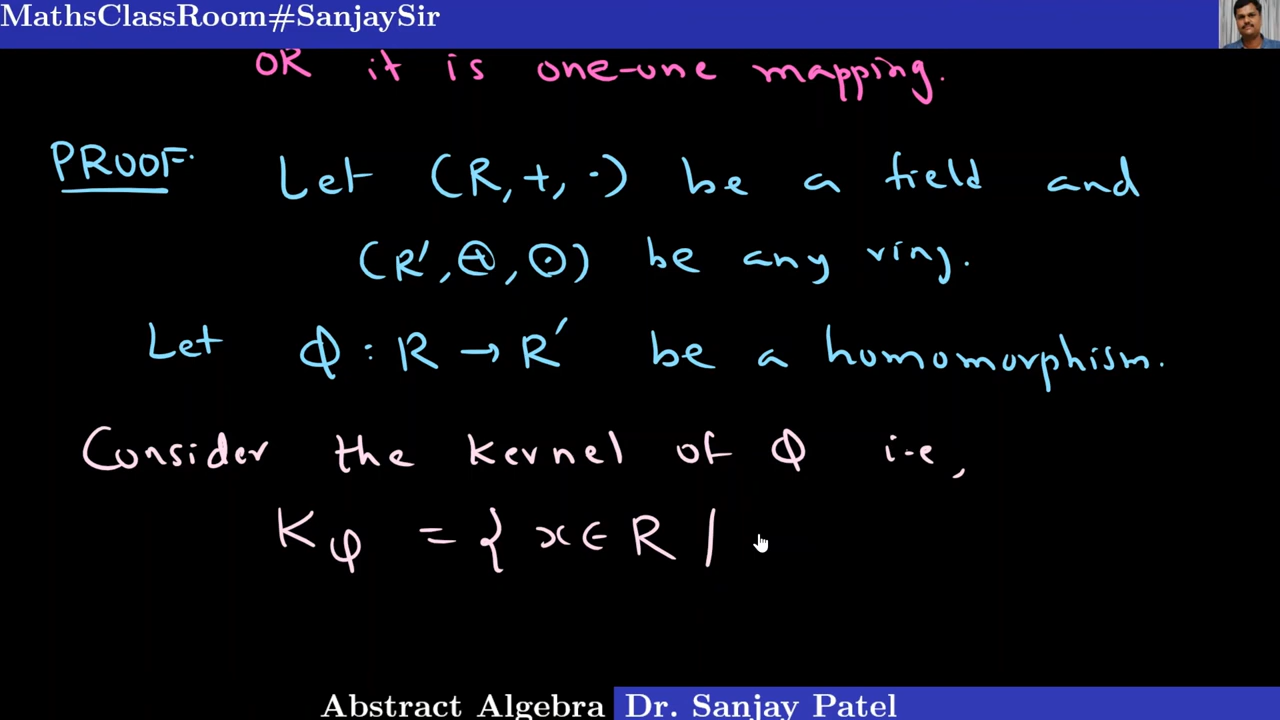 MathsClassRoom#SanjaySir
OR it is one-one mapping.
PROOF. Let (R, +, ·) be a field and
(R', ⊕, ⊙) be any ring.
Let Φ : R → R' be a homomorphism.
Consider the kernel of Φ i.e,
K_φ = { x ∈ R |
Abstract Algebra Dr. Sanjay Patel